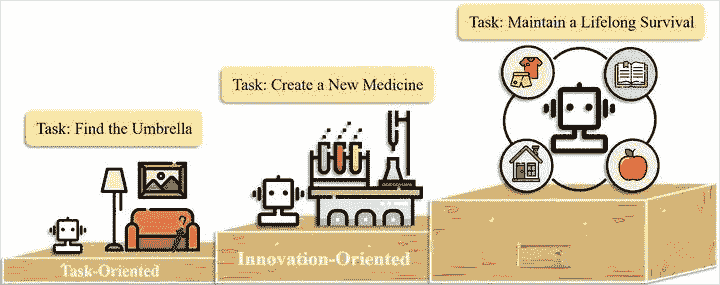 Task: Find the Umbrella
Task: Create a New Medicine
Task: Maintain a Lifelong Survival
Task-Oriented
Innovation-Oriented